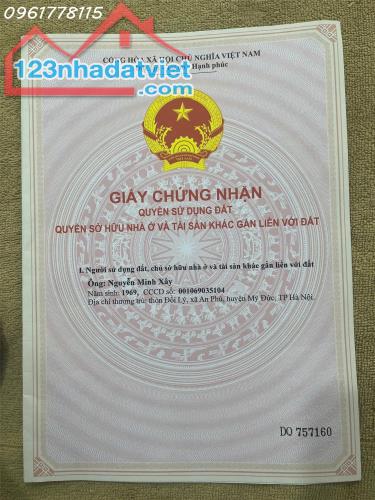 0961778115
CỘNG HÒA XÃ HỘI CHỦ NGHĨA VIỆT NAM
Hạnh phúc
123nhadatviet.com
GIẤY CHỨNG NHẬN
QUYỀN SỬ DỤNG ĐẤT
QUYỀN SỞ HỮU NHÀ Ở VÀ TÀI SẢN KHÁC GẮN LIỀN VỚI ĐẤT
I. Người sử dụng đất, chủ sở hữu nhà ở và tài sản khác gắn liền với đất
Ông: Nguyễn Minh Xây
Năm sinh: 1969, CCCD số: 001069035104
Địa chỉ thường trú: thôn Đồi Lý, xã An Phú, huyện Mỹ Đức, TP Hà Nội.
DO 757160